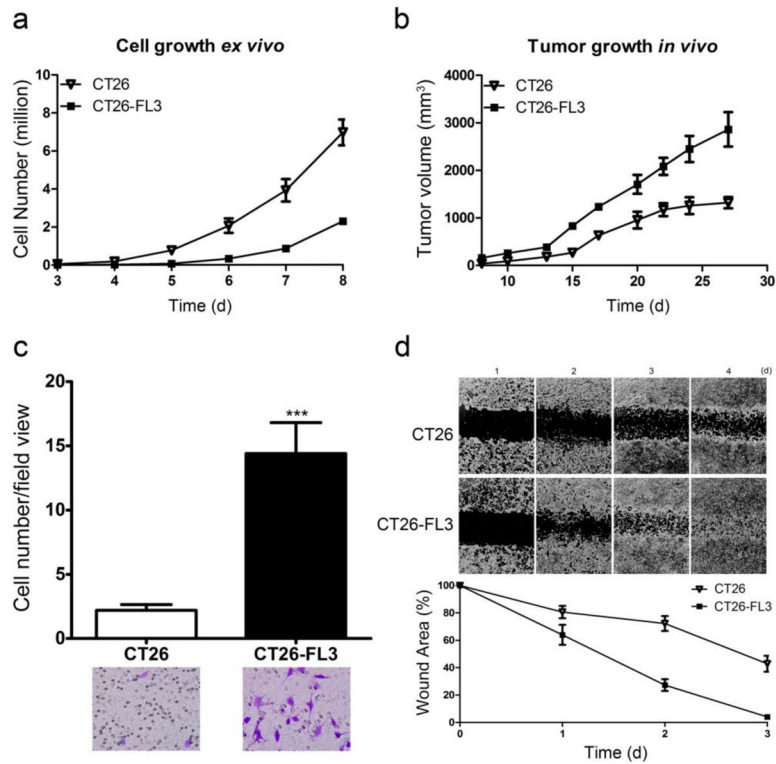 a
Cell growth ex vivo
CT26
CT26-FL3
Cell Number (million)
10
8
6
4
2
0
3 4 5 6 7 8
Time (d)
b
Tumor growth in vivo
CT26
CT26-FL3
Tumor volume (mm³)
4000
3000
2000
1000
0
10 15 20 25 30
Time (d)
c
Cell number/field view
20
15
10
5
0
***
CT26 CT26-FL3
d
1 2 3 4 (d)
CT26
CT26-FL3
CT26
CT26-FL3
Wound Area (%)
100
80
60
40
20
0
0 1 2 3
Time (d)